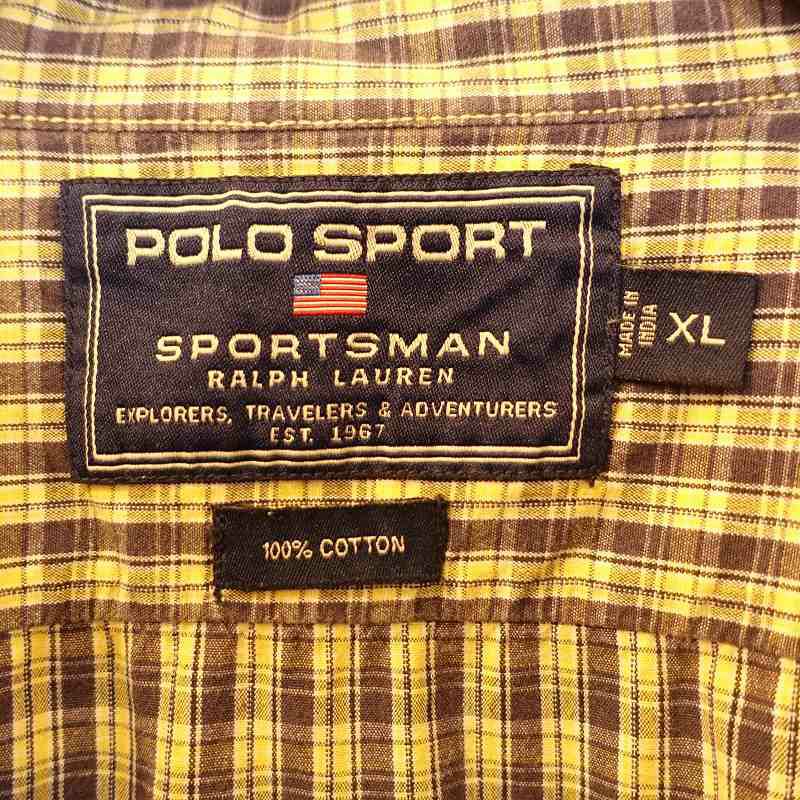 POLO SPORT
SPORTSMAN
RALPH LAUREN
EXPLORERS, TRAVELERS & ADVENTURERS
EST. 1967
MADE IN
INDIA
XL
100% COTTON